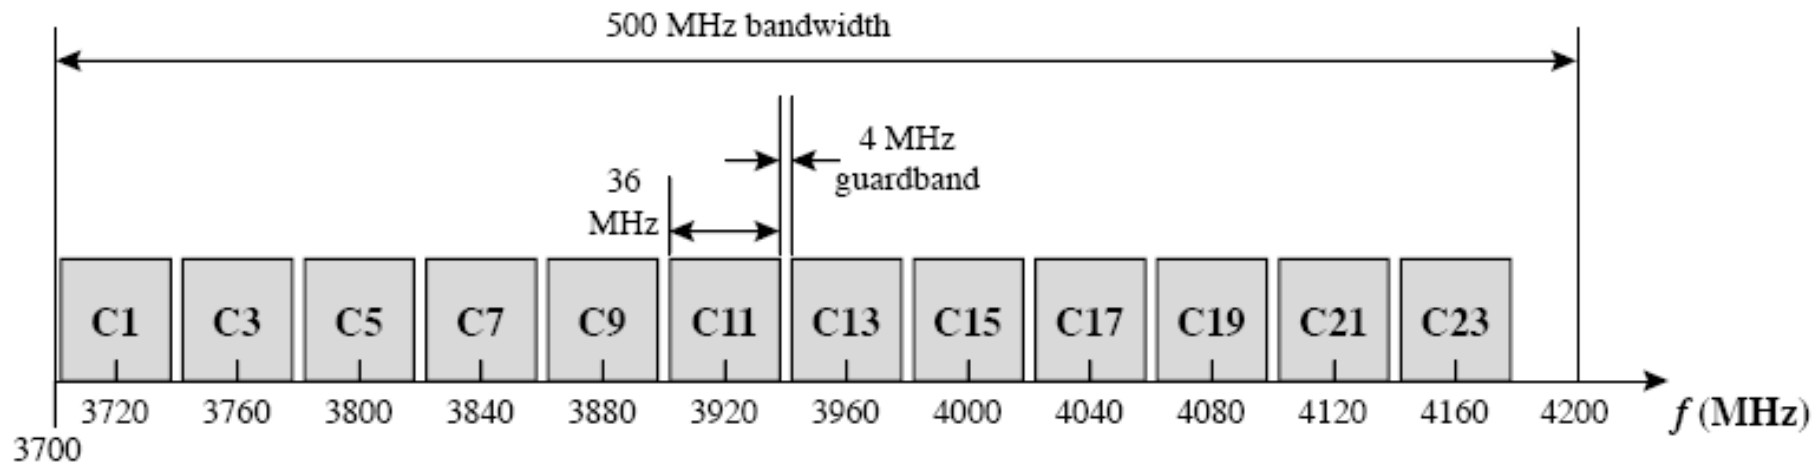 500 MHz bandwidth
4 MHz
guardband
36
MHz
C1 C3 C5 C7 C9 C11 C13 C15 C17 C19 C21 C23
3720 3760 3800 3840 3880 3920 3960 4000 4040 4080 4120 4160 4200 f (MHz)
3700